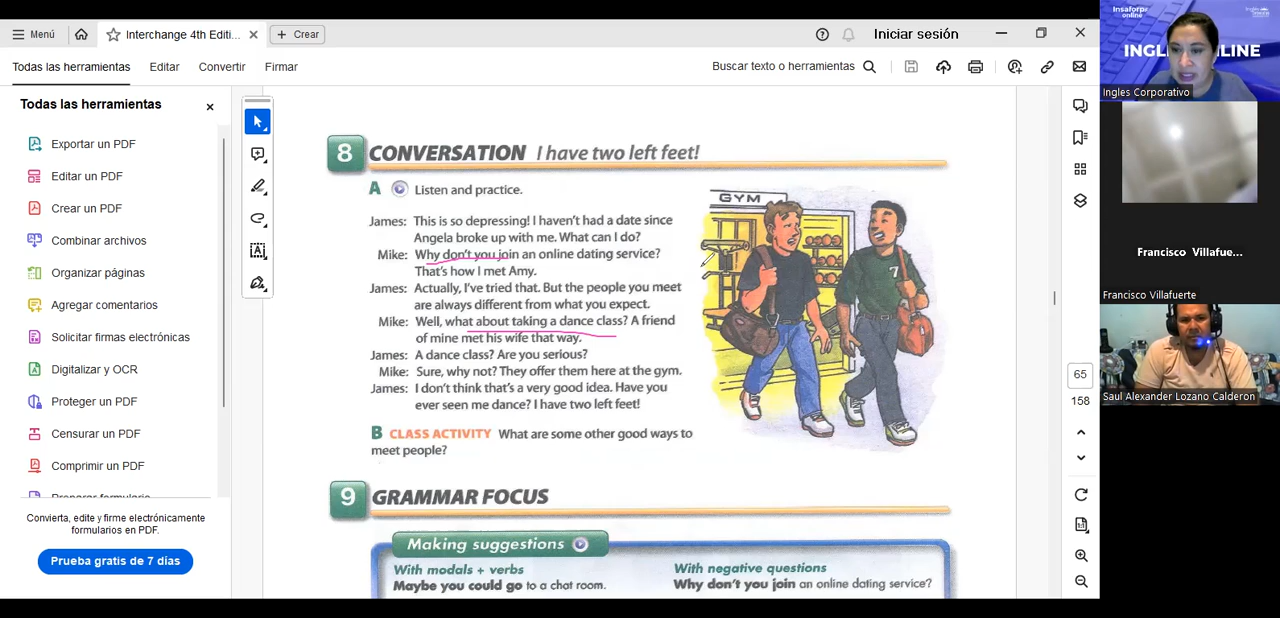 Menú
Interchange 4th Editi...
Crear
Iniciar sesión
Todas las herramientas
Editar
Convertir
Firmar
Buscar texto o herramientas
Todas las herramientas
Exportar un PDF
Editar un PDF
Crear un PDF
Combinar archivos
Organizar páginas
Agregar comentarios
Solicitar firmas electrónicas
Digitalizar y OCR
Proteger un PDF
Censurar un PDF
Comprimir un PDF
Convierta, edite y firme electrónicamente
formularios en PDF.
Prueba gratis de 7 días
8 CONVERSATION I have two left feet!
A Listen and practice.
James: This is so depressing! I haven't had a date since
Angela broke up with me. What can I do?
Mike: Why don't you join an online dating service?
That's how I met Amy.
James: Actually, I've tried that. But the people you meet
are always different from what you expect.
Mike: Well, what about taking a dance class? A friend
of mine met his wife that way.
James: A dance class? Are you serious?
Mike: Sure, why not? They offer them here at the gym.
James: I don't think that's a very good idea. Have you
ever seen me dance? I have two left feet!
B CLASS ACTIVITY What are some other good ways to
meet people?
GYM
7
9 GRAMMAR FOCUS
Making suggestions
With modals + verbs
Maybe you could go to a chat room.
With negative questions
Why don't you join an online dating service?
65
158
Insaforp
online
Ingles Corporativo
Francisco Villafue...
Francisco Villafuerte
Saul Alexander Lozano Calderon